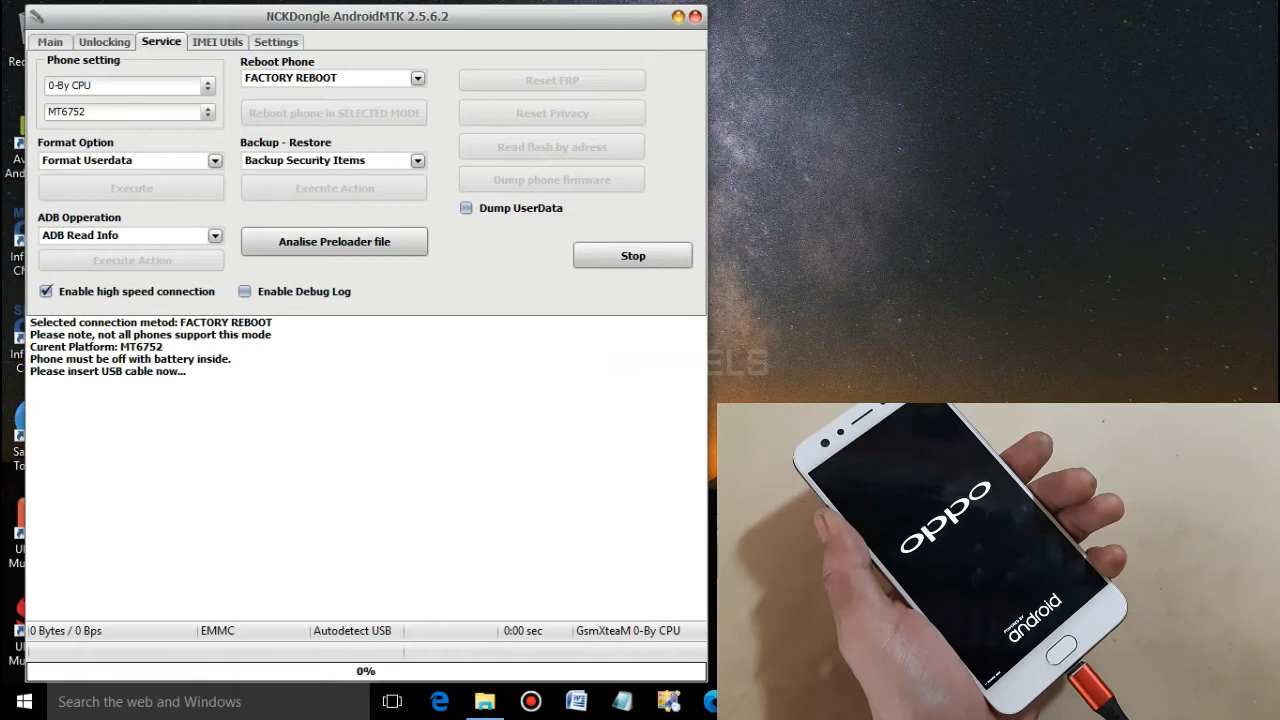 NCKDongle AndroidMTK 2.5.6.2
Main
Unlocking
Service
IMEI Utils
Settings
Phone setting
0-By CPU
MT6752
Format Option
Format Userdata
Execute
ADB Opperation
ADB Read Info
Execute Action
Enable high speed connection
Reboot Phone
FACTORY REBOOT
Reboot phone in SELECTED MODE
Backup - Restore
Backup Security Items
Execute Action
Analise Preloader file
Enable Debug Log
Reset FRP
Reset Privacy
Read flash by adress
Dump phone firmware
Dump UserData
Stop
Selected connection metod: FACTORY REBOOT
Please note, not all phones support this mode
Curent Platform: MT6752
Phone must be off with battery inside.
Please insert USB cable now...
0 Bytes / 0 Bps
EMMC
Autodetect USB
0:00 sec
GsmXteaM 0-By CPU
0%
Search the web and Windows
oppo
POWERED BY
android